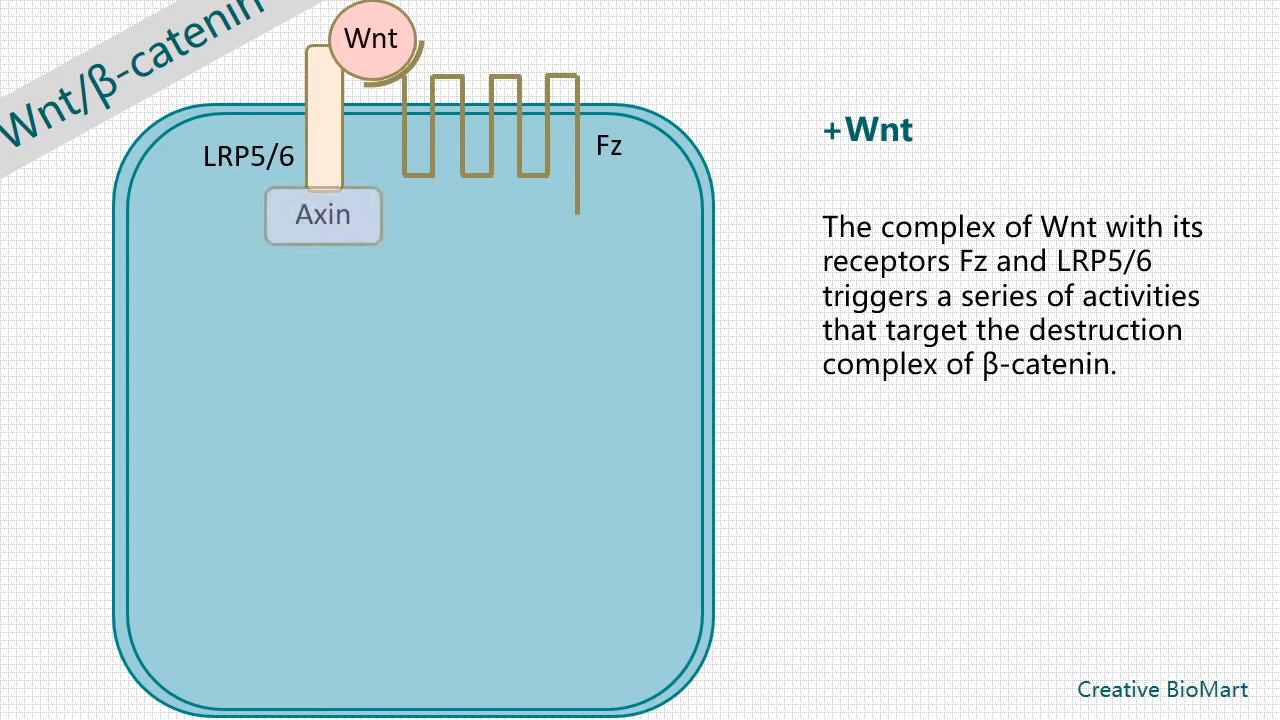 Wnt/β-catenin
Wnt
LRP5/6
Fz
Axin
+Wnt
The complex of Wnt with its
receptors Fz and LRP5/6
triggers a series of activities
that target the destruction
complex of β-catenin.
Creative BioMart